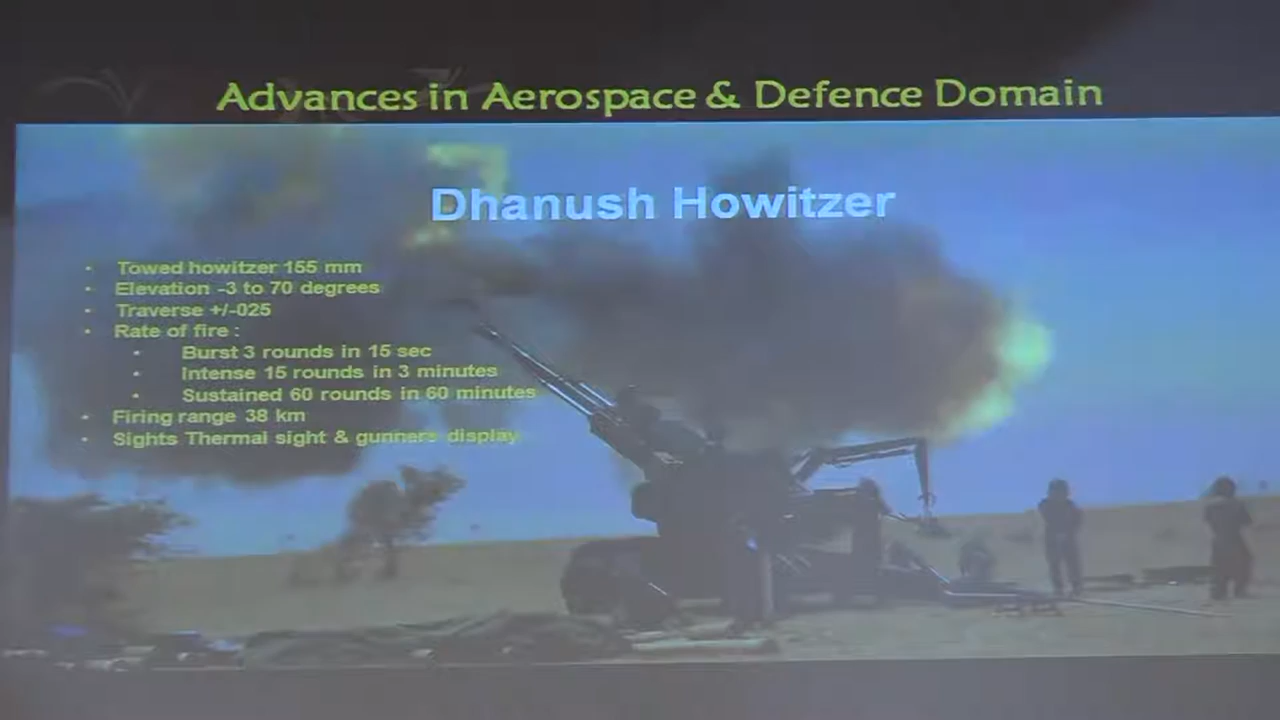 Advances in Aerospace & Defence Domain
Dhanush Howitzer
• Towed howitzer 155 mm
• Elevation -3 to 70 degrees
• Traverse +/-025
• Rate of fire :
• Burst 3 rounds in 15 sec
• Intense 15 rounds in 3 minutes
• Sustained 60 rounds in 60 minutes
• Firing range 38 km
• Sights Thermal sight & gunners display